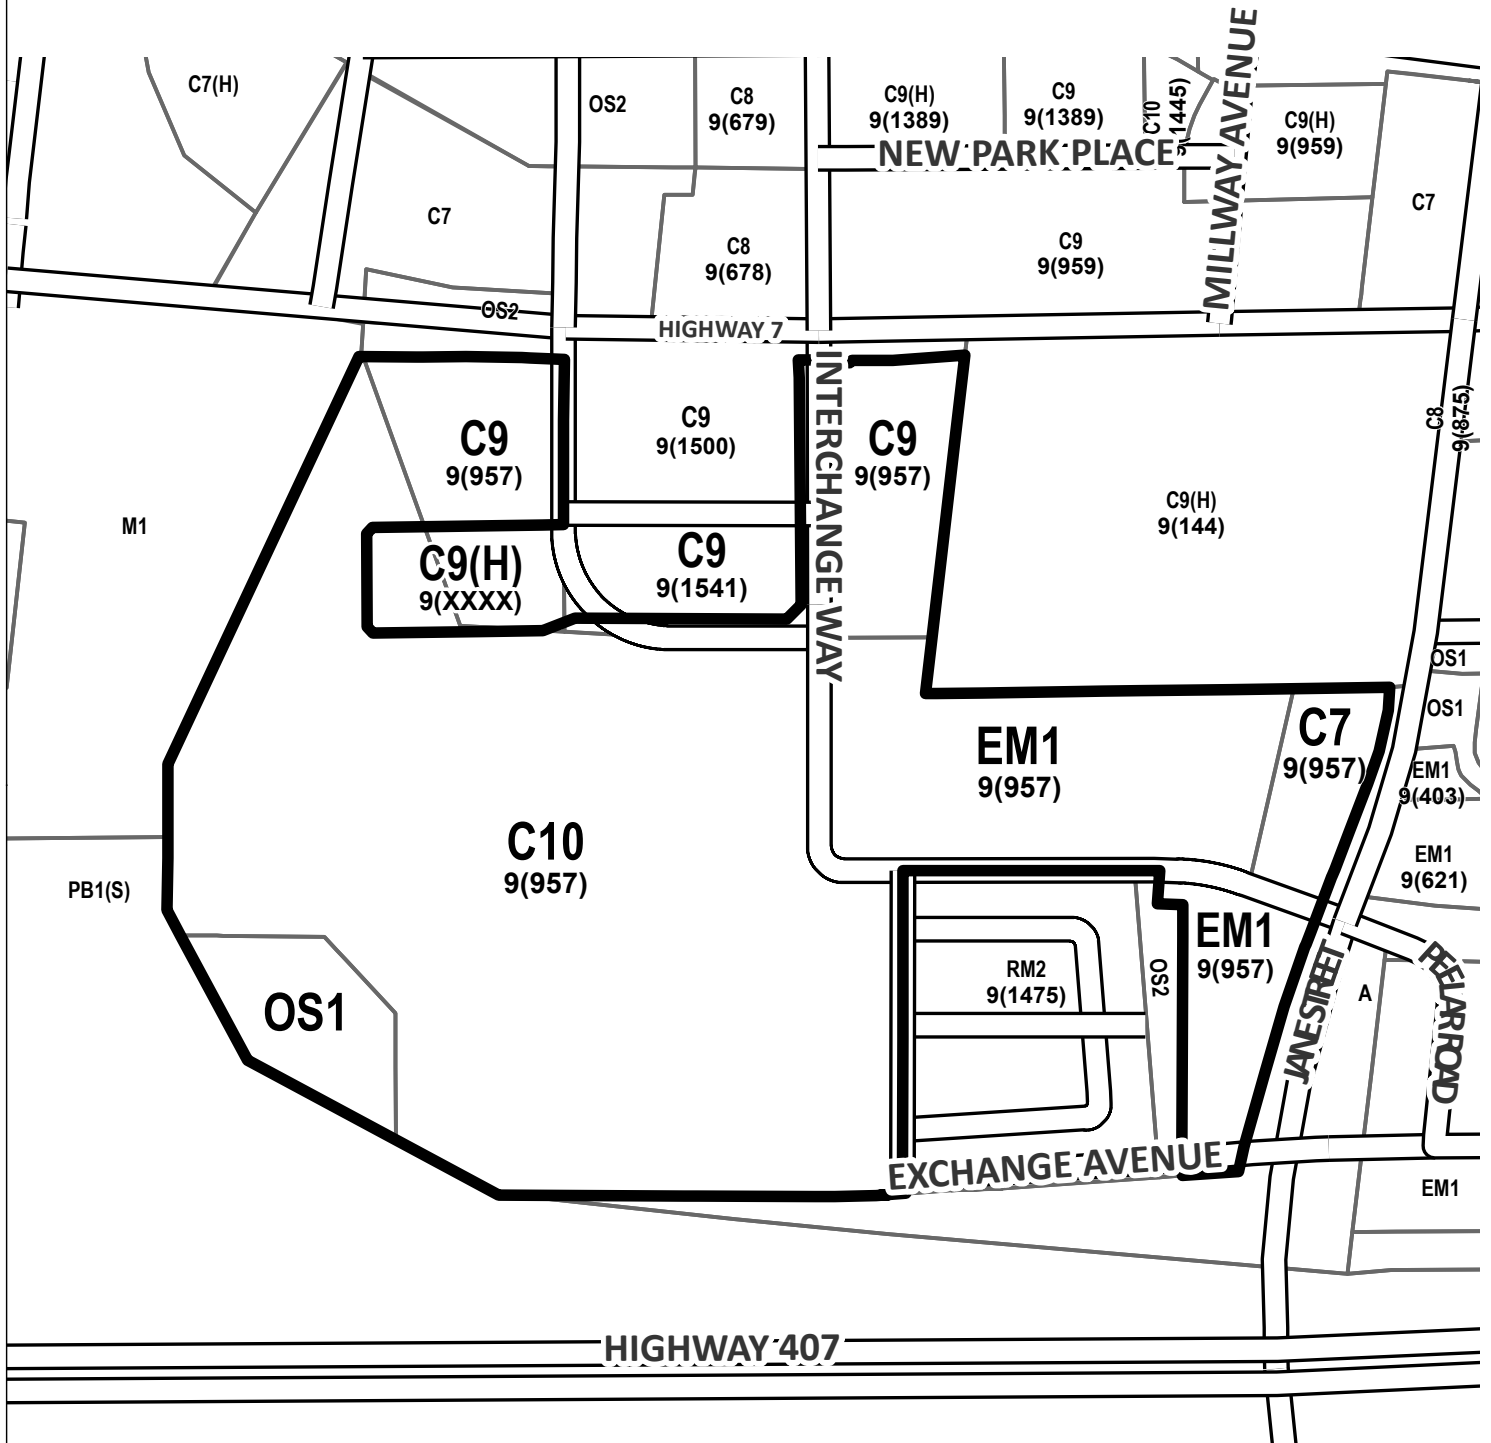 MILLWAY AVENUE
C7(H)
OS2
C8
9(679)
C9(H)
9(1389)
C9
9(1389)
C10
1445)
C9(H)
9(959)
NEW PARK PLACE
C7
C7
C8
9(678)
C9
9(959)
OS2
HIGHWAY 7
INTERCHANGE WAY
C9
9(957)
C9
9(1500)
C9
9(957)
C8
9(875)
C9(H)
9(144)
M1
C9(H)
9(XXXX)
C9
9(1541)
OS1
OS1
EM1
9(957)
C7
9(957)
EM1
9(403)
C10
9(957)
EM1
9(621)
PB1(S)
EM1
9(957)
RM2
9(1475)
OS2
JANE STREET
A
PEELAR ROAD
OS1
EXCHANGE AVENUE
EM1
HIGHWAY 407